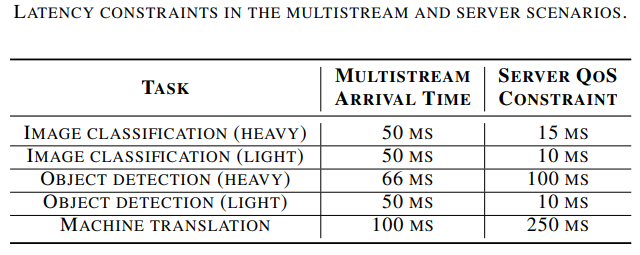 LATENCY CONSTRAINTS IN THE MULTISTREAM AND SERVER SCENARIOS.
TASK MULTISTREAM ARRIVAL TIME SERVER QOS CONSTRAINT
IMAGE CLASSIFICATION (HEAVY) 50 MS 15 MS
IMAGE CLASSIFICATION (LIGHT) 50 MS 10 MS
OBJECT DETECTION (HEAVY) 66 MS 100 MS
OBJECT DETECTION (LIGHT) 50 MS 10 MS
MACHINE TRANSLATION 100 MS 250 MS